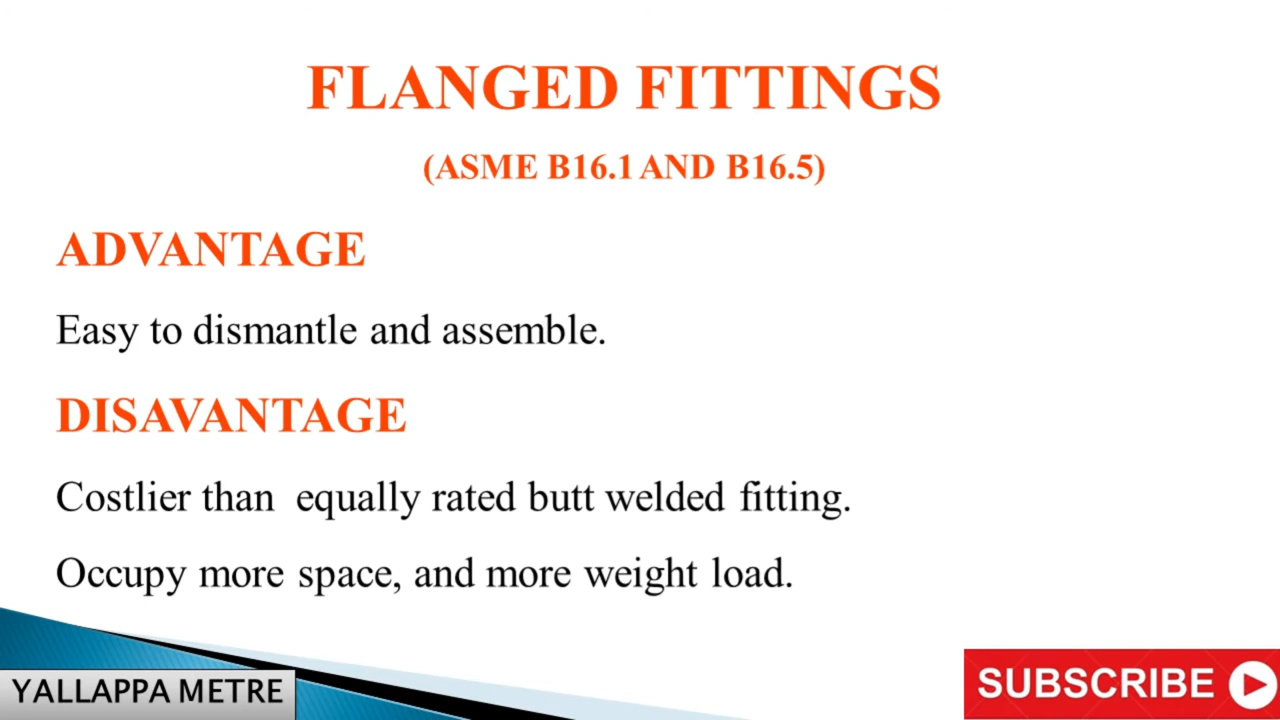 FLANGED FITTINGS
(ASME B16.1 AND B16.5)
ADVANTAGE
Easy to dismantle and assemble.
DISAVANTAGE
Costlier than equally rated butt welded fitting.
Occupy more space, and more weight load.
YALLAPPA METRE
SUBSCRIBE